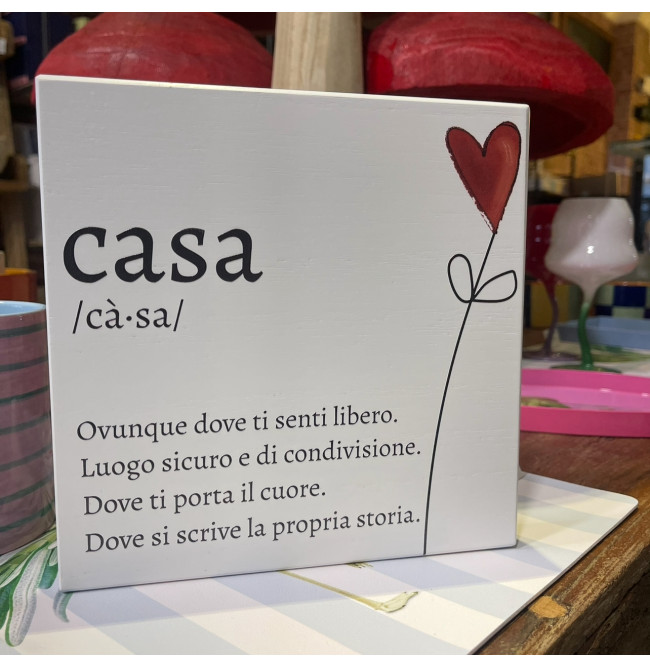 casa
/cà·sa/
Ovunque dove ti senti libero.
Luogo sicuro e di condivisione.
Dove ti porta il cuore.
Dove si scrive la propria storia.